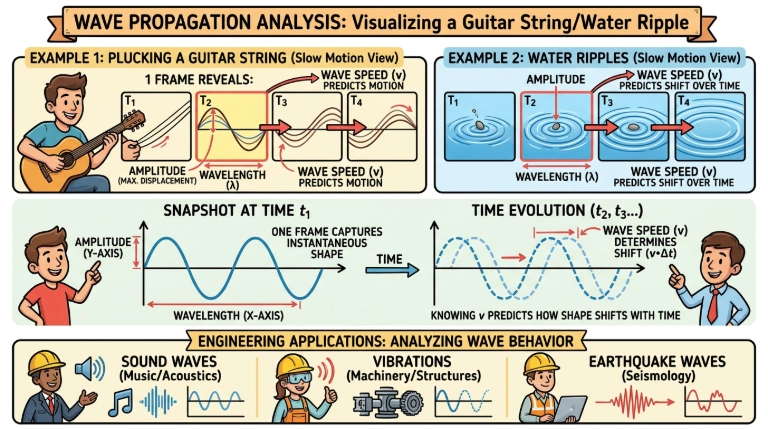 WAVE PROPAGATION ANALYSIS: Visualizing a Guitar String/Water Ripple
EXAMPLE 1: PLUCKING A GUITAR STRING (Slow Motion View)
1 FRAME REVEALS:
WAVE SPEED (v)
PREDICTS MOTION
T1
T2
T3
T4
AMPLITUDE
(MAX. DISPLACEMENT)
WAVELENGTH
(λ)
WAVE SPEED (v)
PREDICTS MOTION
EXAMPLE 2: WATER RIPPLES (Slow Motion View)
AMPLITUDE
WAVE SPEED (v)
PREDICTS SHIFT OVER TIME
T1
T2
T3
T4
WAVELENGTH (λ)
WAVE SPEED (v)
PREDICTS SHIFT OVER TIME
SNAPSHOT AT TIME t1
AMPLITUDE
(Y-AXIS)
ONE FRAME CAPTURES
INSTANTANEOUS
SHAPE
WAVELENGTH (X-AXIS)
TIME
TIME EVOLUTION (t2, t3...)
WAVE SPEED (v)
DETERMINES
SHIFT (v•Δt)
KNOWING v PREDICTS HOW SHAPE SHIFTS WITH TIME
ENGINEERING APPLICATIONS: ANALYZING WAVE BEHAVIOR
SOUND WAVES
(Music/Acoustics)
VIBRATIONS
(Machinery/Structures)
EARTHQUAKE WAVES
(Seismology)